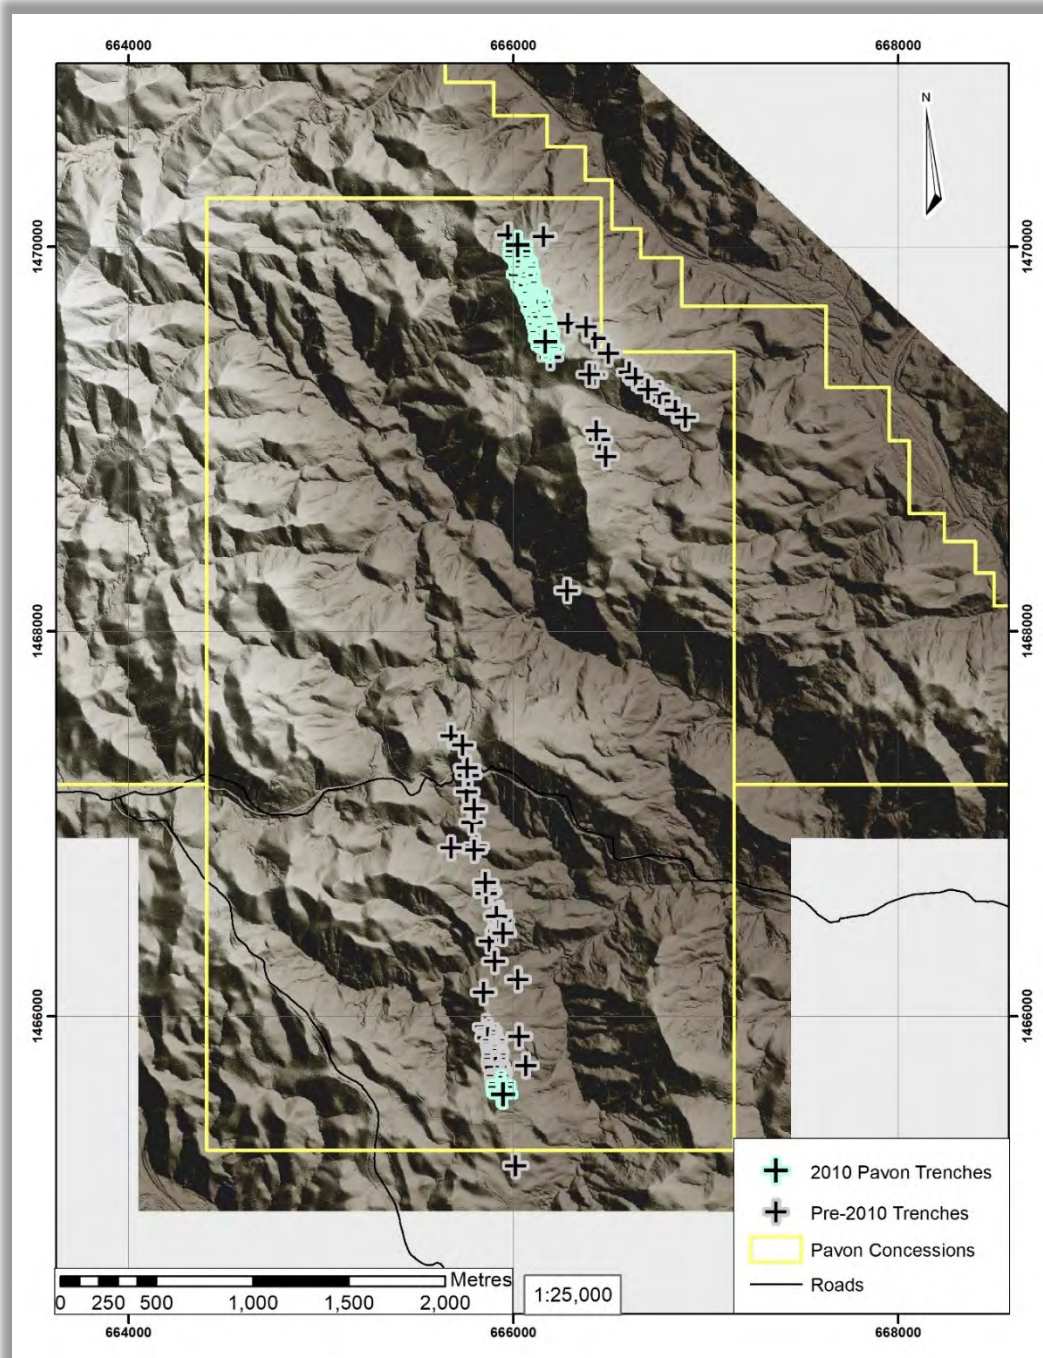 664000 666000 668000
N
1470000 1470000
1468000 1468000
1466000 1466000
2010 Pavon Trenches
Pre-2010 Trenches
Pavon Concessions
Roads
Metres
0 250 500 1,000 1,500 2,000
1:25,000
664000 666000 668000